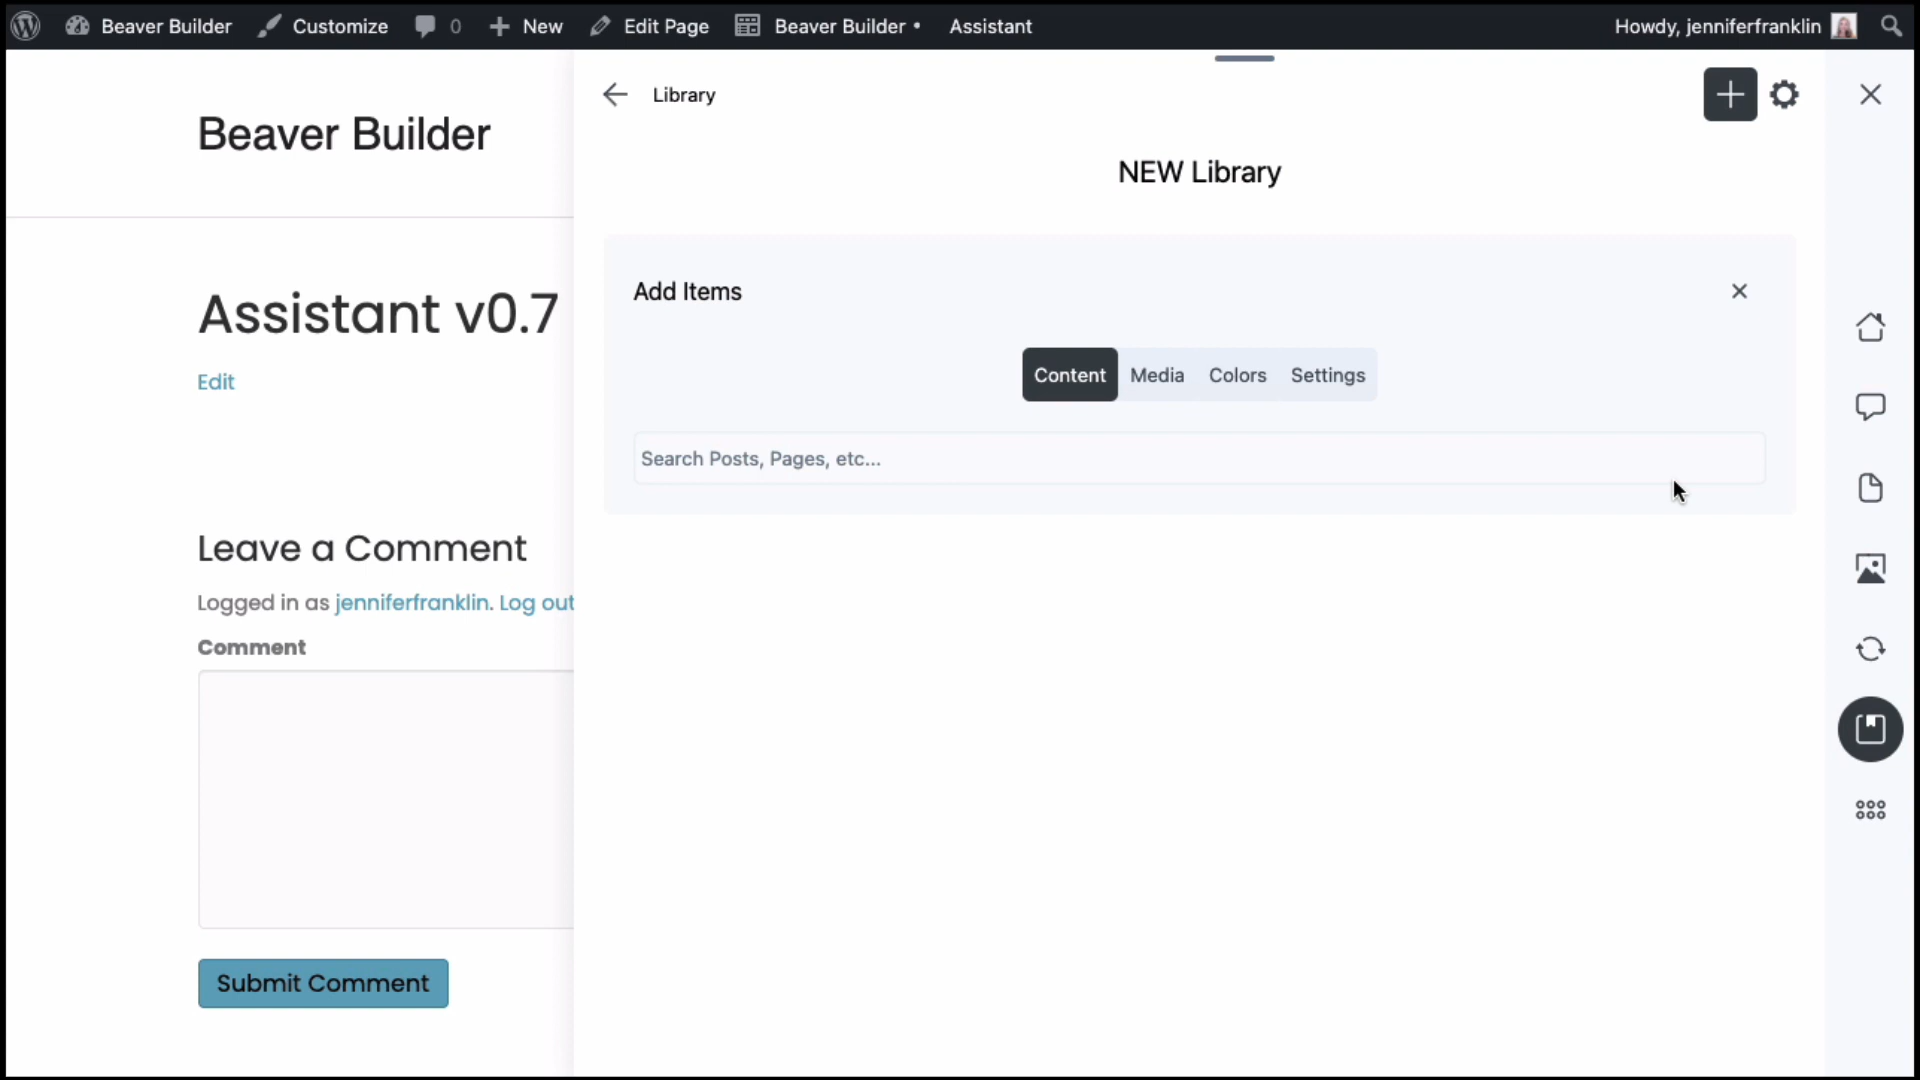 Beaver Builder Customize 0 New Edit Page Beaver Builder • Assistant Howdy, jenniferfranklin
Beaver Builder
Assistant v0.7
Edit
Leave a Comment
Logged in as jenniferfranklin. Log out
Comment
Submit Comment
Library
NEW Library
Add Items
Content Media Colors Settings
Search Posts, Pages, etc...